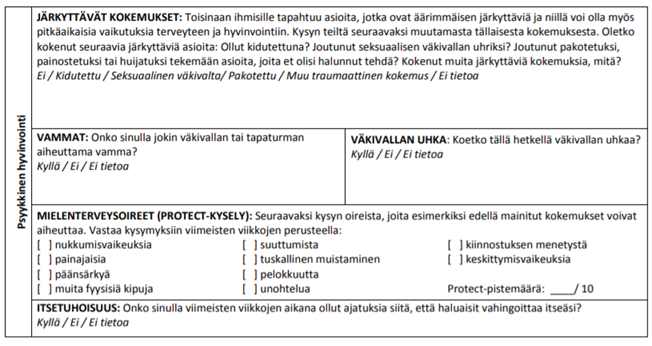 Psyykkinen hyvinvointi
JÄRKYTTÄVÄT KOKEMUKSET: Toisinaan ihmisille tapahtuu asioita, jotka ovat äärimmäisen järkyttäviä ja niillä voi olla myös
pitkäaikaisia vaikutuksia terveyteen ja hyvinvointiin. Kysyn teiltä seuraavaksi muutamasta tällaisesta kokemuksesta. Oletko
kokenut seuraavia järkyttäviä asioita: Ollut kidutettuna? Joutunut seksuaalisen väkivallan uhriksi? Joutunut pakotetuksi,
painostetuksi tai huijatuksi tekemään asioita, joita et olisi halunnut tehdä? Kokenut muita järkyttäviä kokemuksia, mitä?
Ei / Kidutettu / Seksuaalinen väkivalta/ Pakotettu / Muu traumaattinen kokemus / Ei tietoa
VAMMAT: Onko sinulla jokin väkivallan tai tapaturman
aiheuttama vamma?
Kyllä / Ei / Ei tietoa
VÄKIVALLAN UHKA: Koetko tällä hetkellä väkivallan uhkaa?
Kyllä / Ei / Ei tietoa
MIELENTERVEYSOIREET (PROTECT-KYSELY): Seuraavaksi kysyn oireista, joita esimerkiksi edellä mainitut kokemukset voivat
aiheuttaa. Vastaa kysymyksiin viimeisten viikkojen perusteella:
[ ] nukkumisvaikeuksia [ ] suuttumista [ ] kiinnostuksen menetystä
[ ] painajaisia [ ] tuskallinen muistaminen [ ] keskittymisvaikeuksia
[ ] päänsärkyä [ ] pelokkuutta
[ ] muita fyysisiä kipuja [ ] unohtelua Protect-pistemäärä: ____/ 10
ITSETUHOISUUS: Onko sinulla viimeisten viikkojen aikana ollut ajatuksia siitä, että haluaisit vahingoittaa itseäsi?
Kyllä / Ei / Ei tietoa